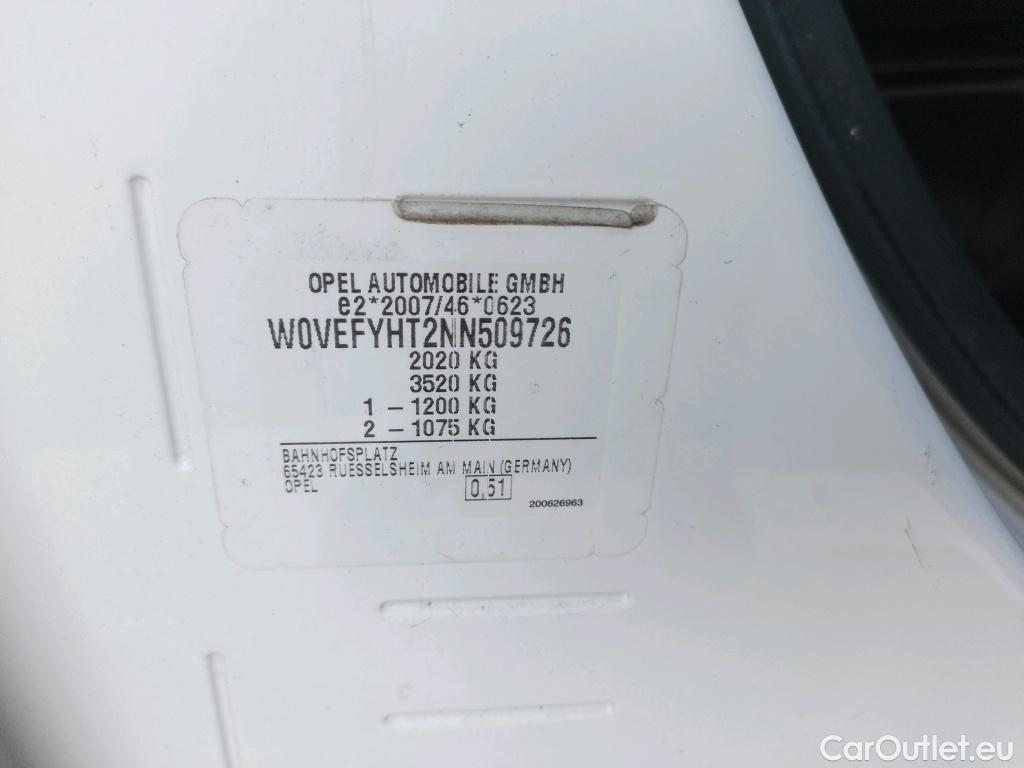 OPEL AUTOMOBILE GMBH
e2*2007/46*0623
W0VEFYHT2NN509726
2020 KG
3520 KG
1 - 1200 KG
2 - 1075 KG
BAHNHOFSPLATZ
65423 RUESSELSHEIM AM MAIN (GERMANY)
OPEL
0,51
200626963
CarOutlet.eu